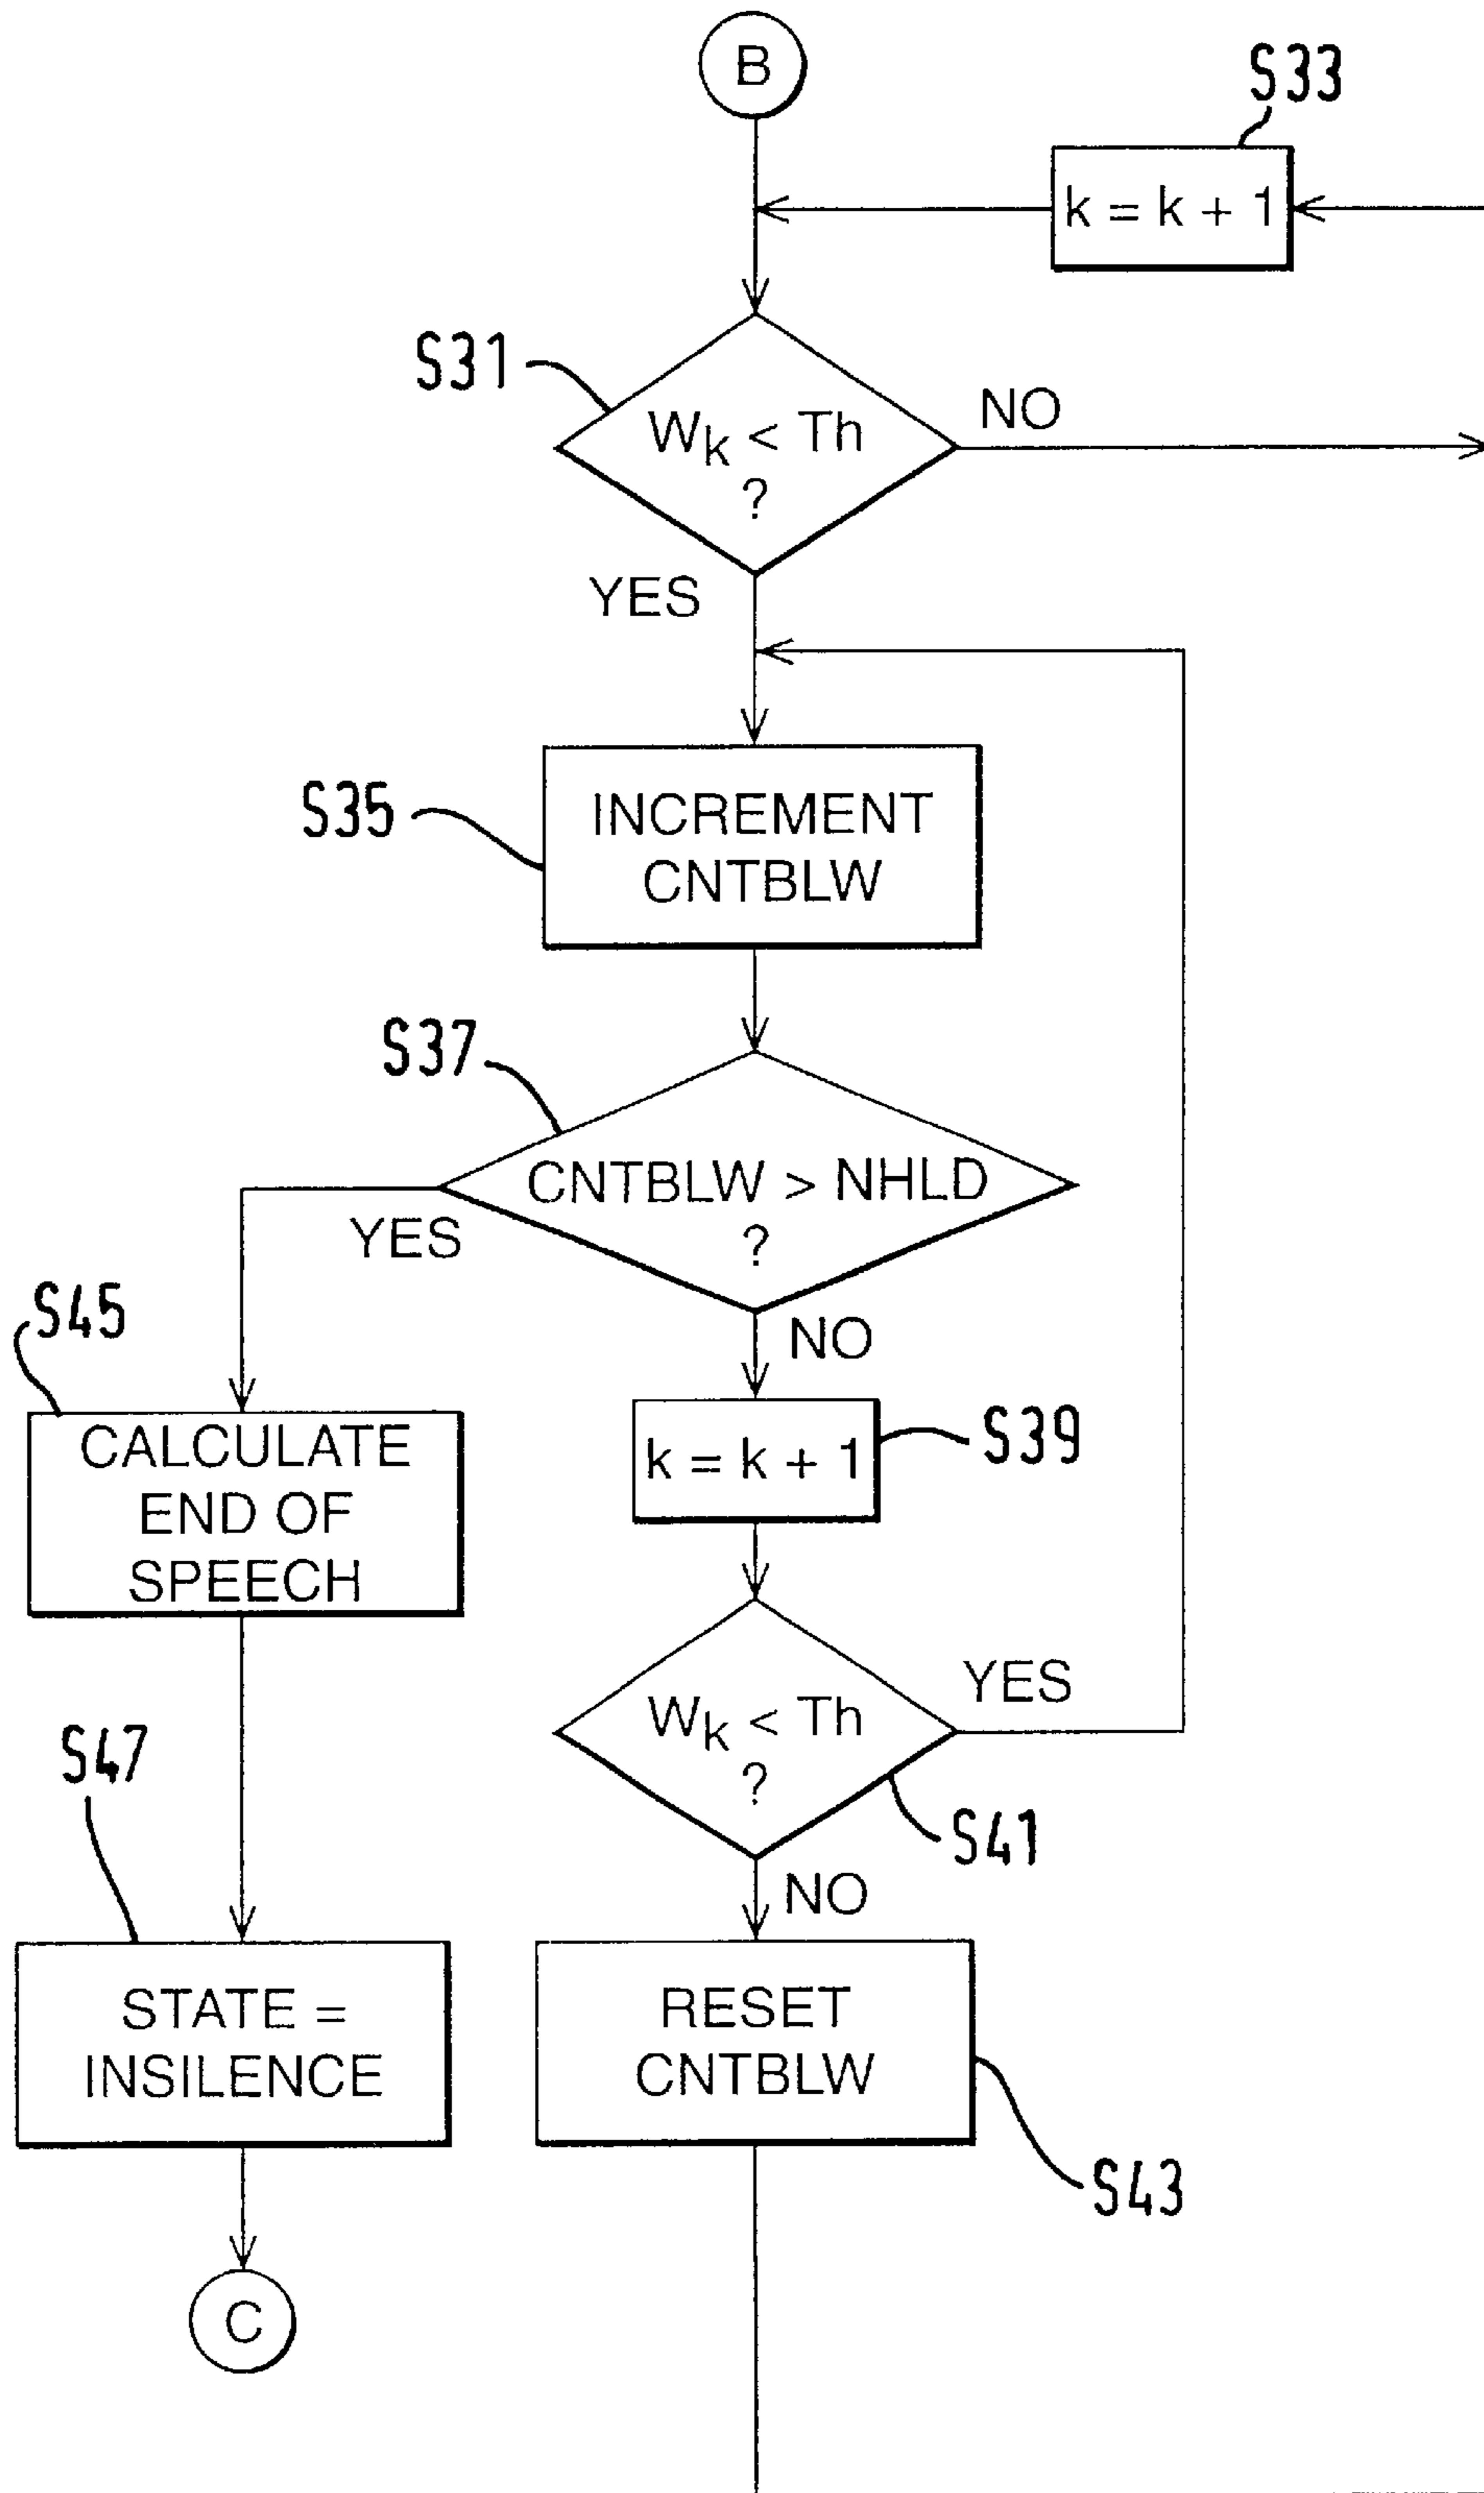 B
S33
k = k + 1
S31
Wk < Th
?
NO
YES
S35
INCREMENT
CNTBLW
S37
CNTBLW > NHLD
?
YES
NO
S45
CALCULATE
END OF
SPEECH
k = k + 1
S39
Wk < Th
?
YES
S41
NO
S47
STATE =
INSILENCE
RESET
CNTBLW
S43
C